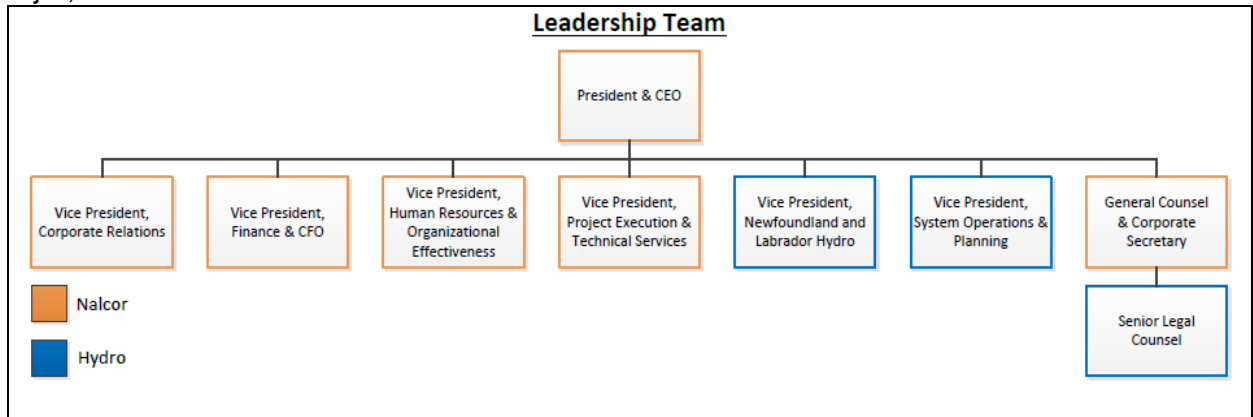 Leadership Team
President & CEO
Vice President,
Corporate Relations
Vice President,
Finance & CFO
Vice President,
Human Resources &
Organizational
Effectiveness
Vice President,
Project Execution &
Technical Services
Vice President,
Newfoundland and
Labrador Hydro
Vice President,
System Operations &
Planning
General Counsel
& Corporate
Secretary
Senior Legal
Counsel
Nalcor
Hydro